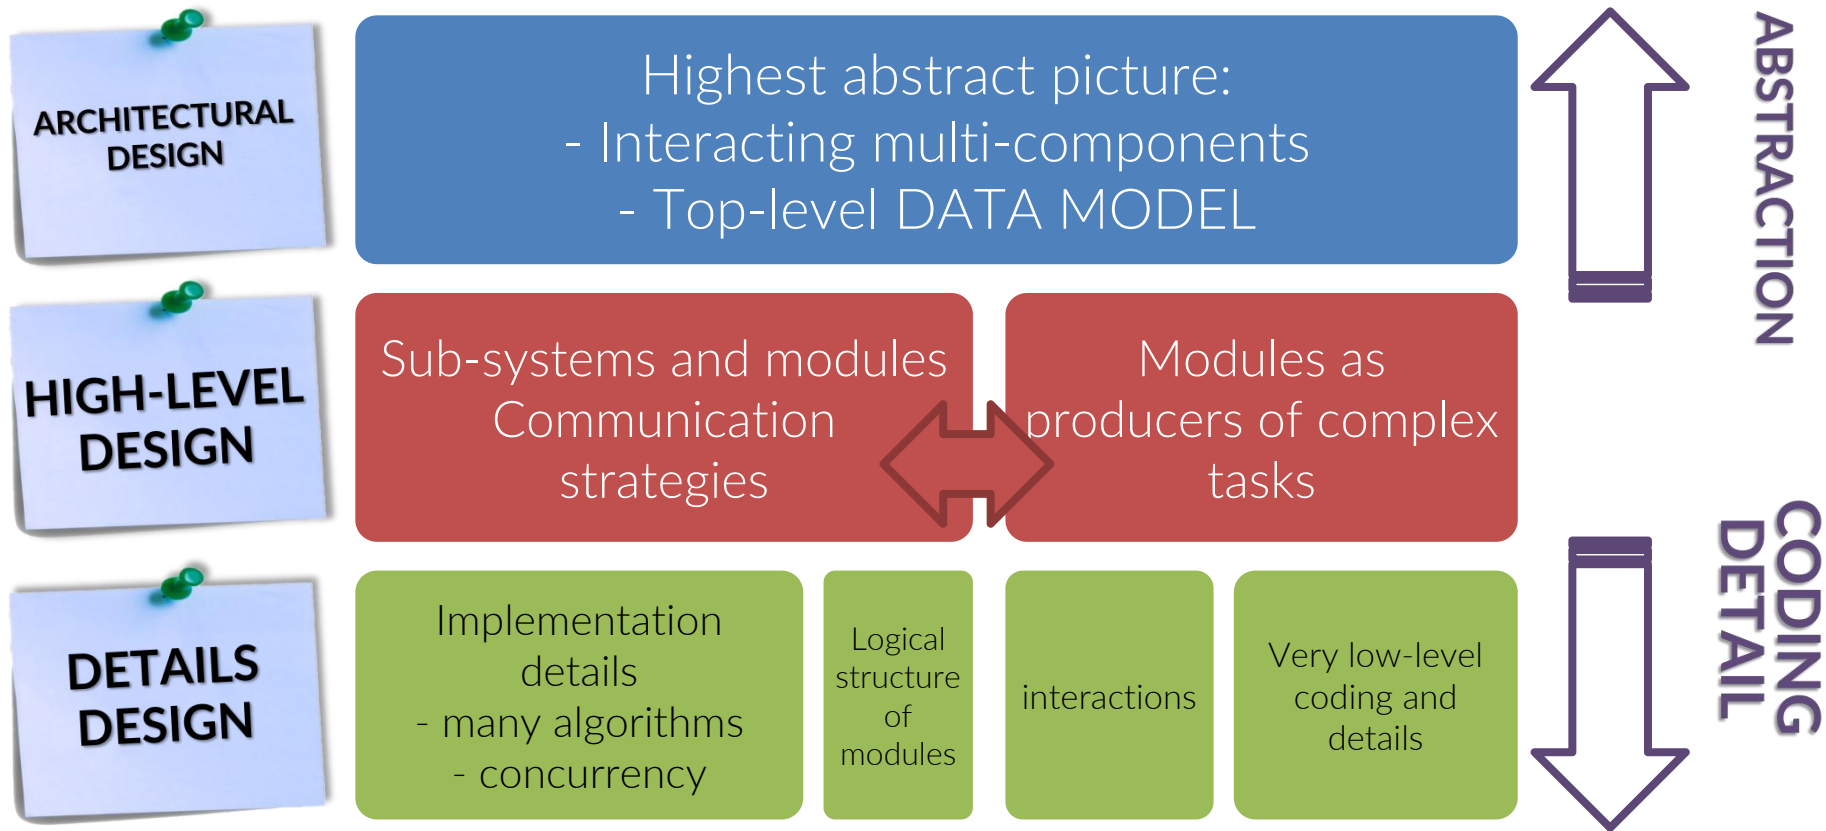 ARCHITECTURAL
DESIGN
Highest abstract picture:
- Interacting multi-components
- Top-level DATA MODEL
ABSTRACTION
HIGH-LEVEL
DESIGN
Sub-systems and modules
Communication
strategies
Modules as
producers of complex
tasks
CODING
DETAIL
DETAILS
DESIGN
Implementation
details
- many algorithms
- concurrency
Logical
structure
of
modules
interactions
Very low-level
coding and
details